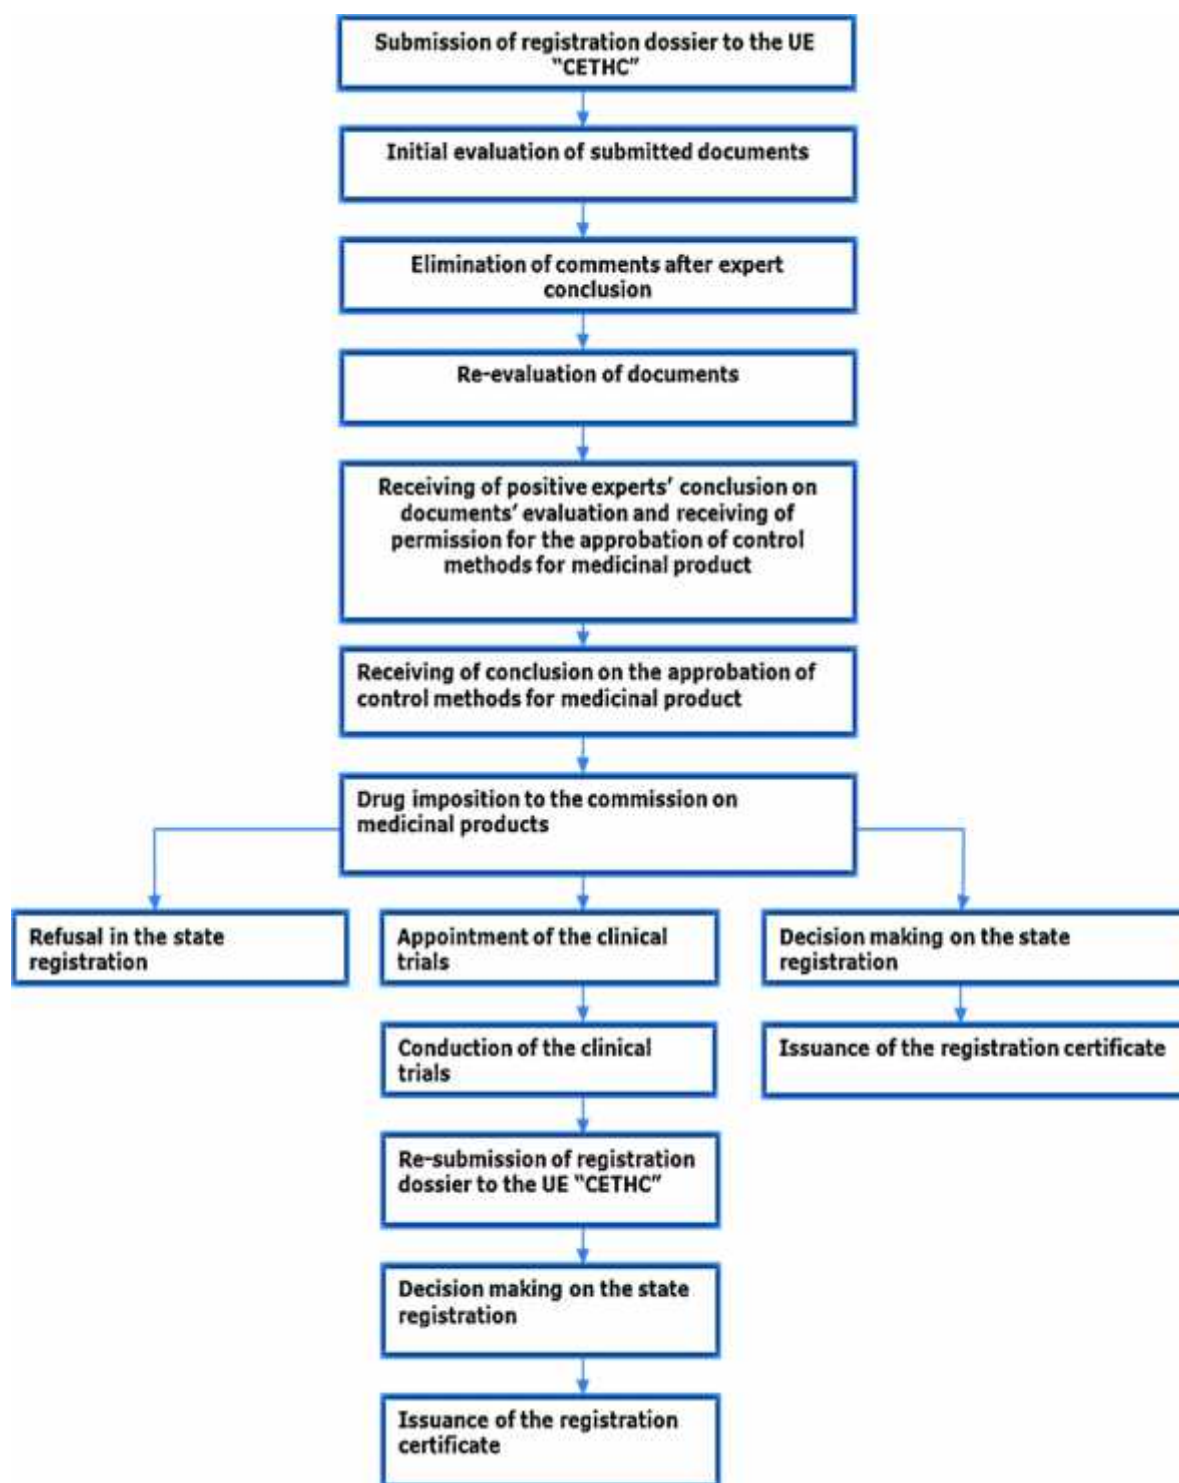 Submission of registration dossier to the UE
“CETHC”
Initial evaluation of submitted documents
Elimination of comments after expert
conclusion
Re-evaluation of documents
Receiving of positive experts’ conclusion on
documents’ evaluation and receiving of
permission for the approbation of control
methods for medicinal product
Receiving of conclusion on the approbation of
control methods for medicinal product
Drug imposition to the commission on
medicinal products
Refusal in the state
registration
Appointment of the clinical
trials
Decision making on the state
registration
Conduction of the clinical
trials
Issuance of the registration certificate
Re-submission of registration
dossier to the UE “CETHC”
Decision making on the state
registration
Issuance of the registration
certificate